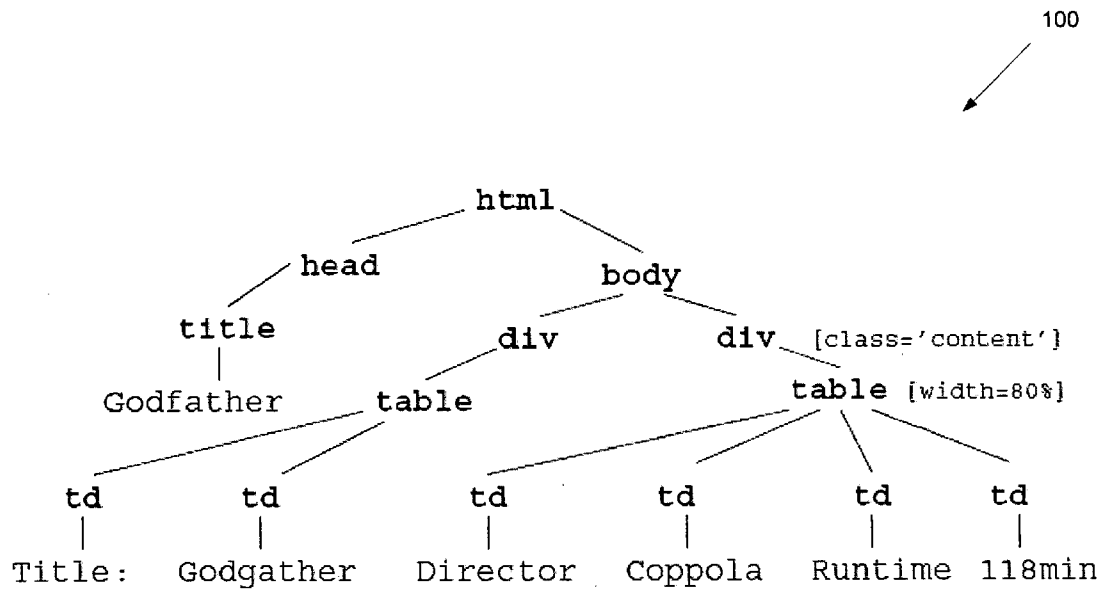 100
html
head
body
title
div
div [class='content']
Godfather
table
table [width=80%]
td
td
td
td
td
td
Title:
Godgather
Director
Coppola
Runtime
118min